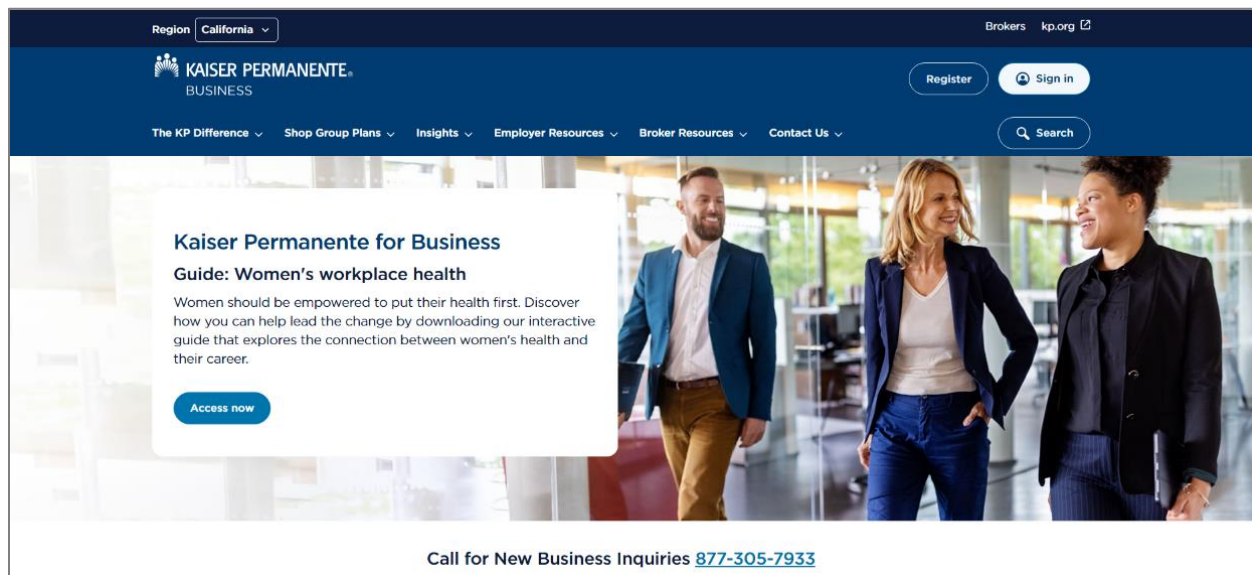 Region California
Brokers kp.org
KAISER PERMANENTE®
BUSINESS
Register Sign in
The KP Difference Shop Group Plans Insights Employer Resources Broker Resources Contact Us Search
Kaiser Permanente for Business
Guide: Women's workplace health
Women should be empowered to put their health first. Discover
how you can help lead the change by downloading our interactive
guide that explores the connection between women's health and
their career.
Access now
Call for New Business Inquiries 877-305-7933